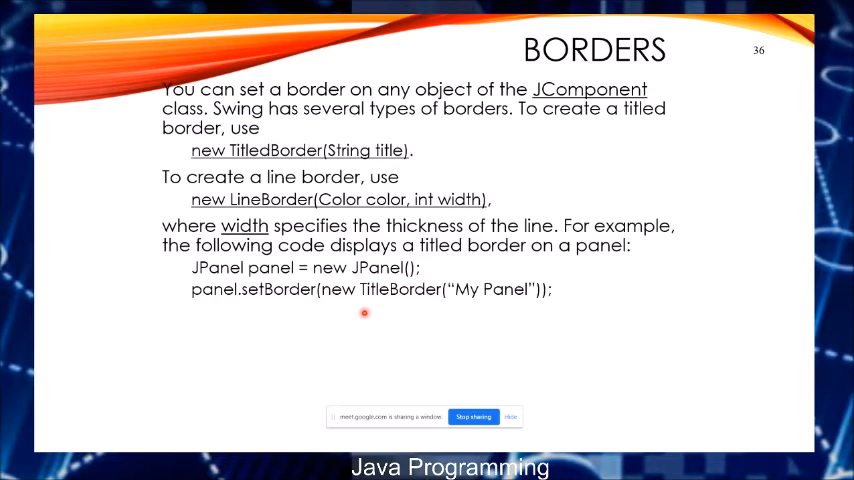 BORDERS
36
You can set a border on any object of the JComponent
class. Swing has several types of borders. To create a titled
border, use
new TitledBorder(String title).
To create a line border, use
new LineBorder(Color color, int width),
where width specifies the thickness of the line. For example,
the following code displays a titled border on a panel:
JPanel panel = new JPanel();
panel.setBorder(new TitleBorder(“My Panel”));
meet.google.com is sharing a window. Stop sharing Hide
Java Programming